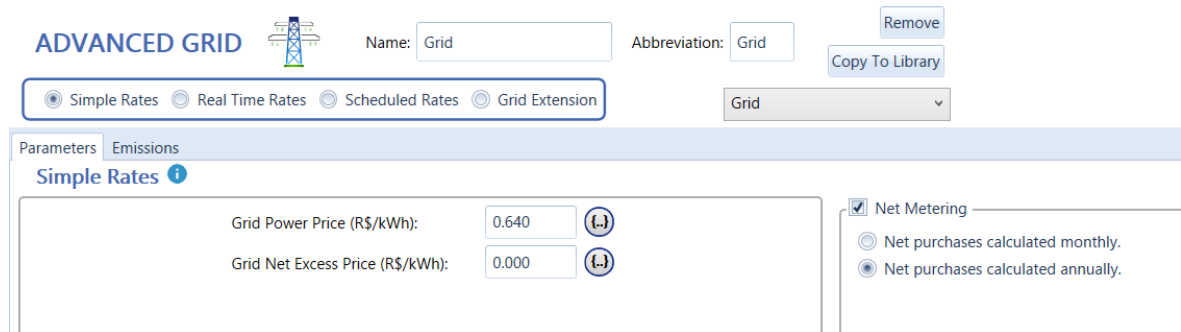 ADVANCED GRID Name: Grid Abbreviation: Grid Remove
Copy To Library
Simple Rates Real Time Rates Scheduled Rates Grid Extension Grid
Parameters Emissions
Simple Rates i
Grid Power Price (R$/kWh): 0.640 {..}
Grid Net Excess Price (R$/kWh): 0.000 {..}
Net Metering
Net purchases calculated monthly.
Net purchases calculated annually.